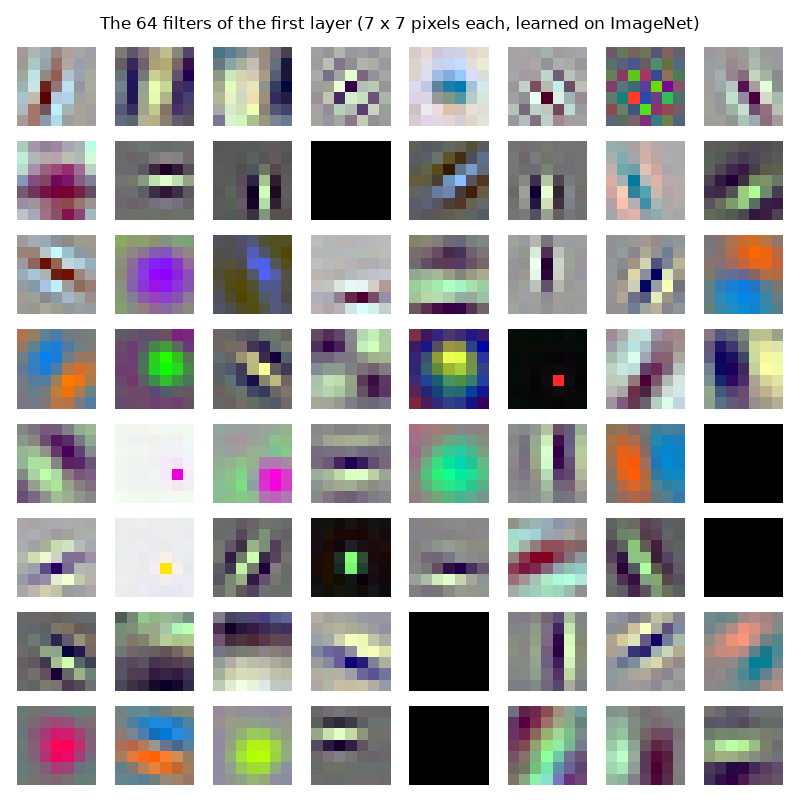 The 64 filters of the first layer (7 x 7 pixels each, learned on ImageNet)